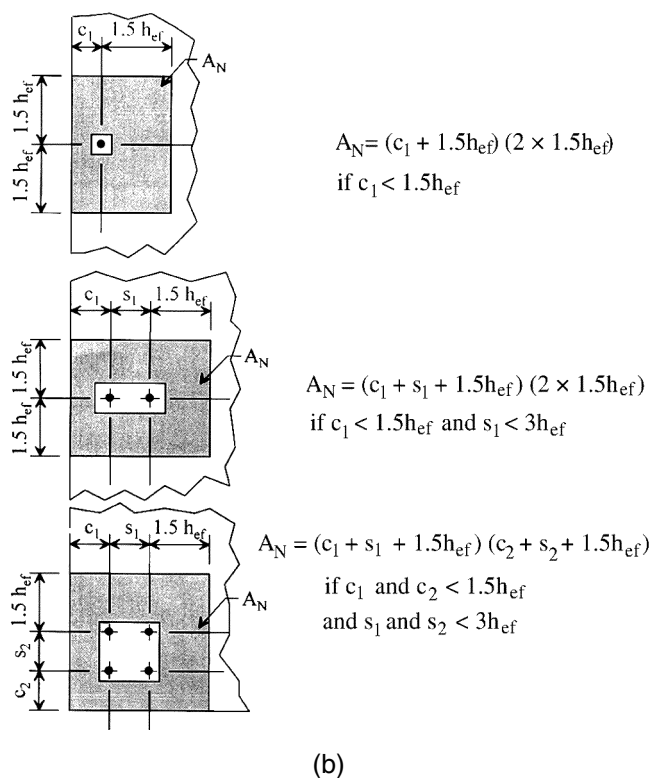 c₁ 1.5 hₑf
Aₙ
1.5 hₑf
1.5 hₑf
Aₙ = (c₁ + 1.5hₑf) (2 × 1.5hₑf)
if c₁ < 1.5hₑf
c₁ s₁ 1.5 hₑf
Aₙ
1.5 hₑf
1.5 hₑf
Aₙ = (c₁ + s₁ + 1.5hₑf) (2 × 1.5hₑf)
if c₁ < 1.5hₑf and s₁ < 3hₑf
c₁ s₁ 1.5 hₑf
Aₙ
1.5 hₑf
s₂
c₂
Aₙ = (c₁ + s₁ + 1.5hₑf) (c₂ + s₂ + 1.5hₑf)
if c₁ and c₂ < 1.5hₑf
and s₁ and s₂ < 3hₑf
(b)